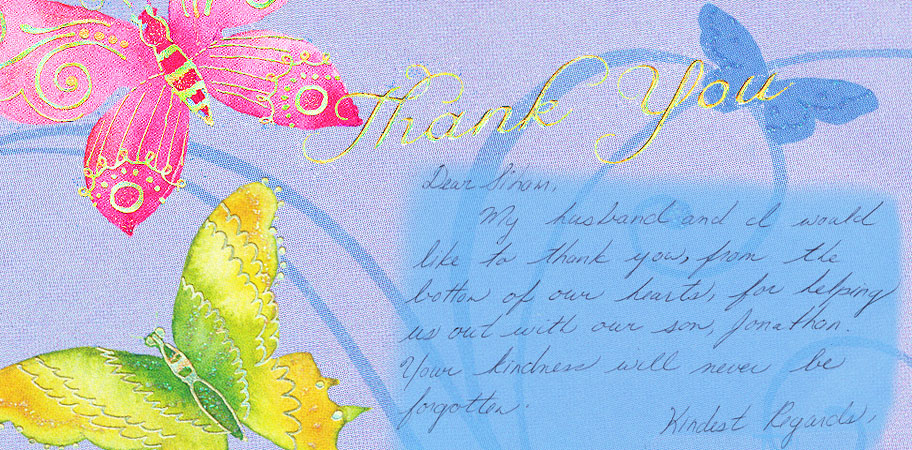 Thank You
Dear Siham,
My husband and I would
like to thank you, from the
bottom of our hearts, for helping
us out with our son, Jonathan.
Your kindness will never be
forgotten.
Kindest Regards,